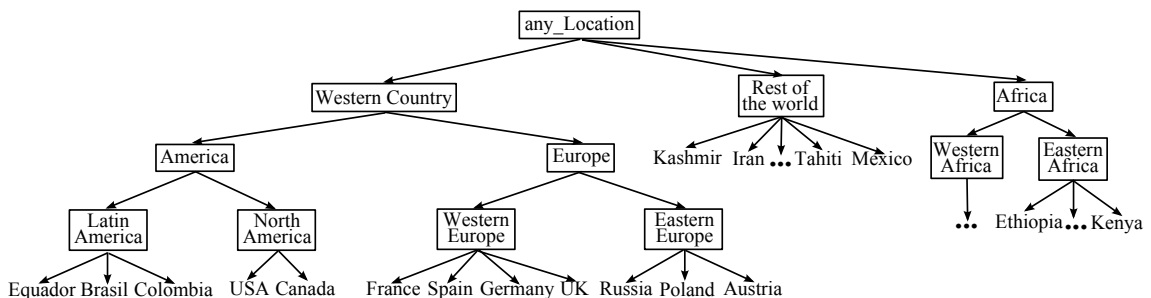 any_Location
Western Country
Rest of
the world
Africa
America
Europe
Kashmir Iran ... Tahiti Mexico
Western
Africa
Eastern
Africa
Latin
America
North
America
Western
Europe
Eastern
Europe
...
Ethiopia ... Kenya
Equador Brasil Colombia
USA Canada
France Spain Germany UK
Russia Poland Austria